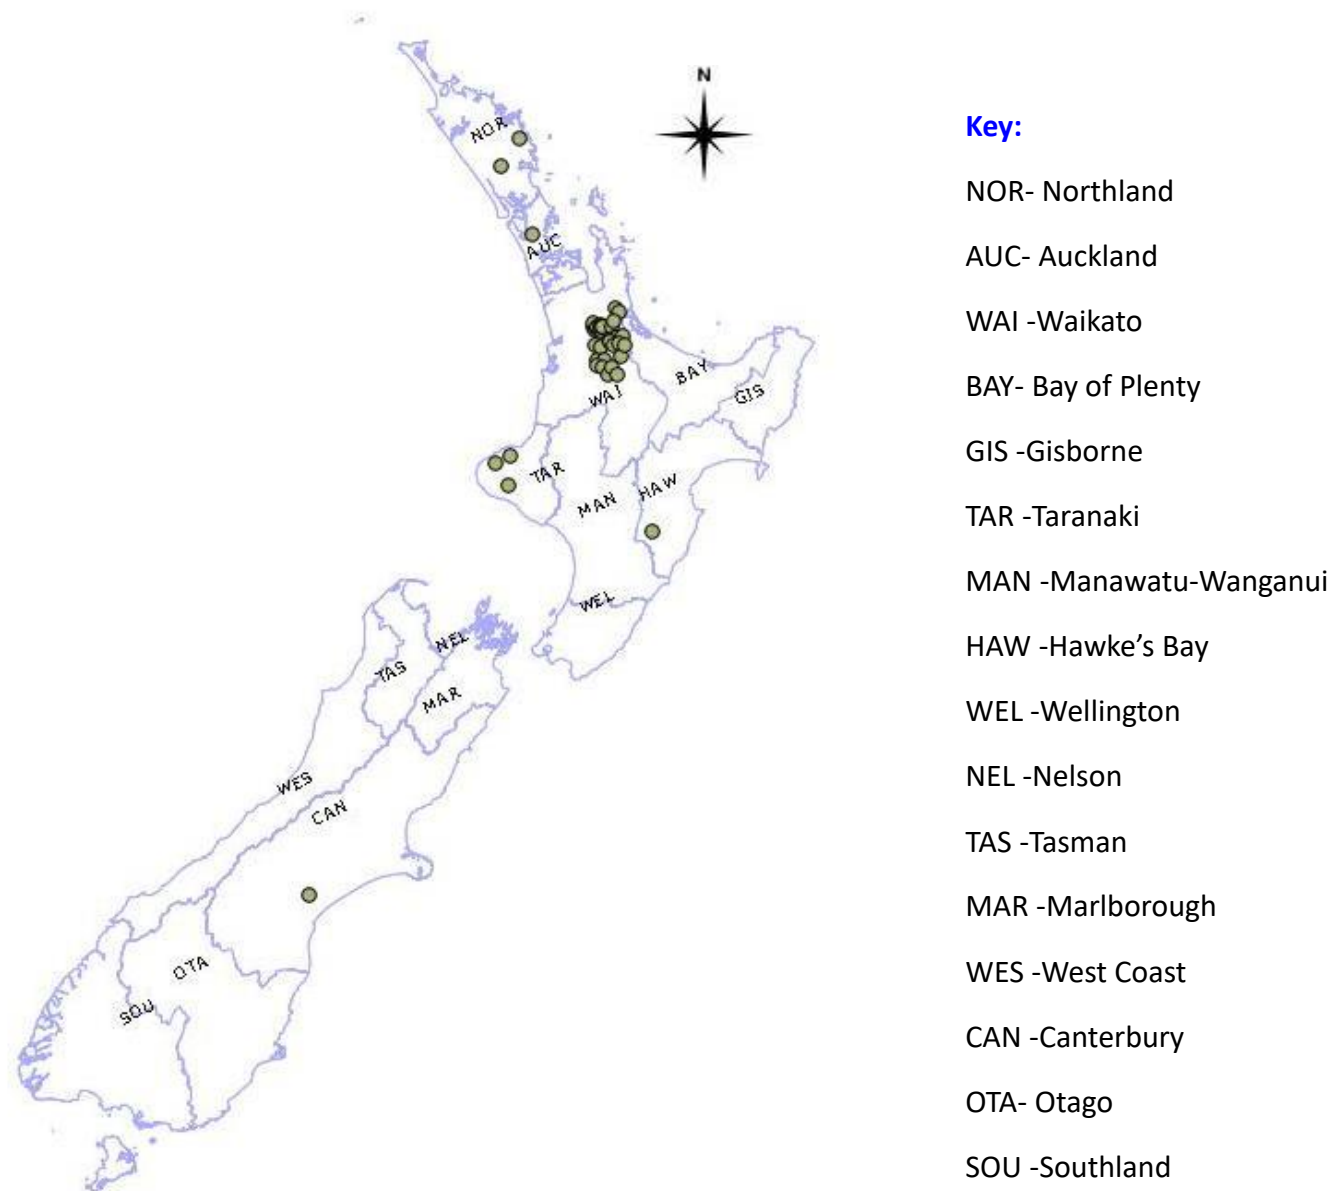 N
NOR
AUC
WAI
BAY
GIS
TAR
MAN
HAW
WEL
NEL
TAS
MAR
WES
CAN
OTA
SOU
Key:
NOR- Northland
AUC- Auckland
WAI -Waikato
BAY- Bay of Plenty
GIS -Gisborne
TAR -Taranaki
MAN -Manawatu-Wanganui
HAW -Hawke’s Bay
WEL -Wellington
NEL -Nelson
TAS -Tasman
MAR -Marlborough
WES -West Coast
CAN -Canterbury
OTA- Otago
SOU -Southland